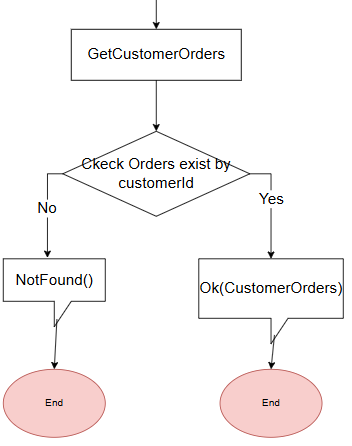 GetCustomerOrders
Ckeck Orders exist by
customerId
No
Yes
NotFound()
Ok(CustomerOrders)
End
End